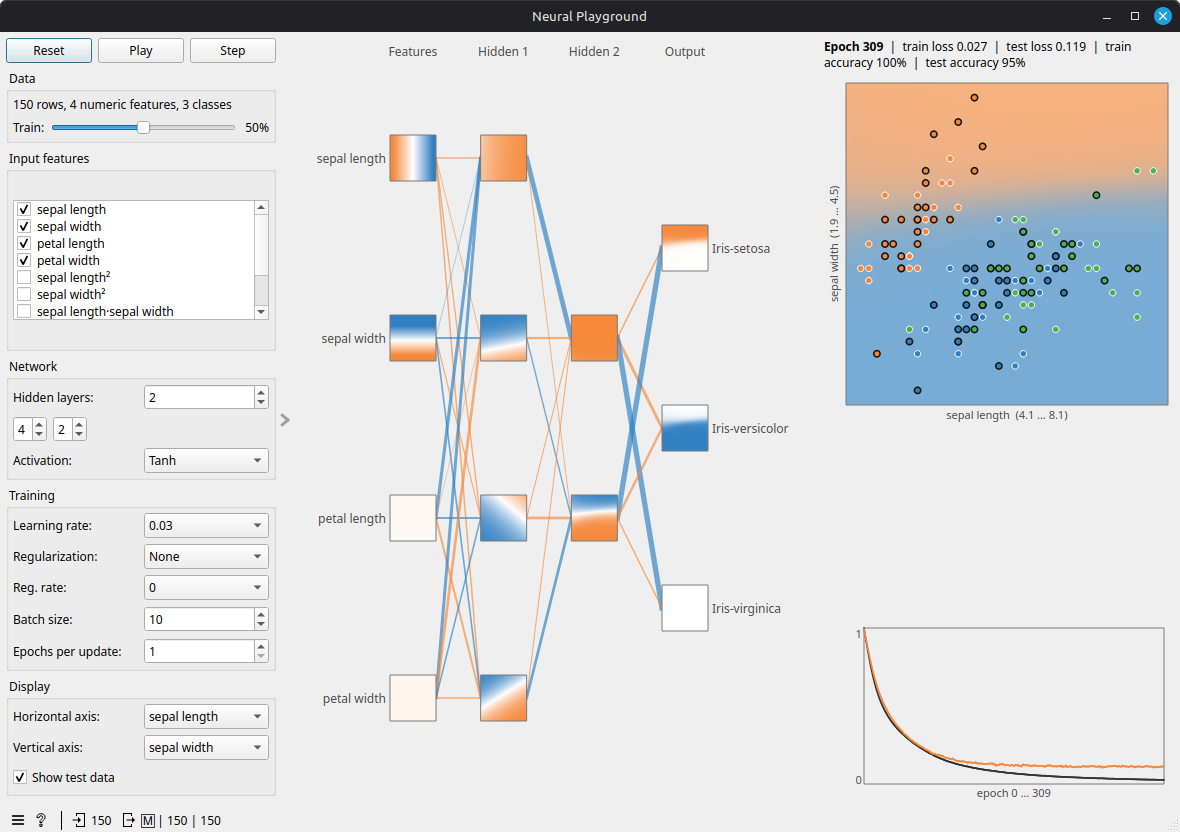 Neural Playground
Reset Play Step
Data
150 rows, 4 numeric features, 3 classes
Train: 50%
Input features
sepal length
sepal width
petal length
petal width
sepal length²
sepal width²
sepal length·sepal width
Network
Hidden layers: 2
4 2
Activation: Tanh
Training
Learning rate: 0.03
Regularization: None
Reg. rate: 0
Batch size: 10
Epochs per update: 1
Display
Horizontal axis: sepal length
Vertical axis: sepal width
Show test data
? 150 M | 150 | 150
Features Hidden 1 Hidden 2 Output
sepal length
sepal width
petal length
petal width
Iris-setosa
Iris-versicolor
Iris-virginica
Epoch 309 | train loss 0.027 | test loss 0.119 | train
accuracy 100% | test accuracy 95%
sepal width (1.9 ... 4.5)
sepal length (4.1 ... 8.1)
1
0
epoch 0 ... 309